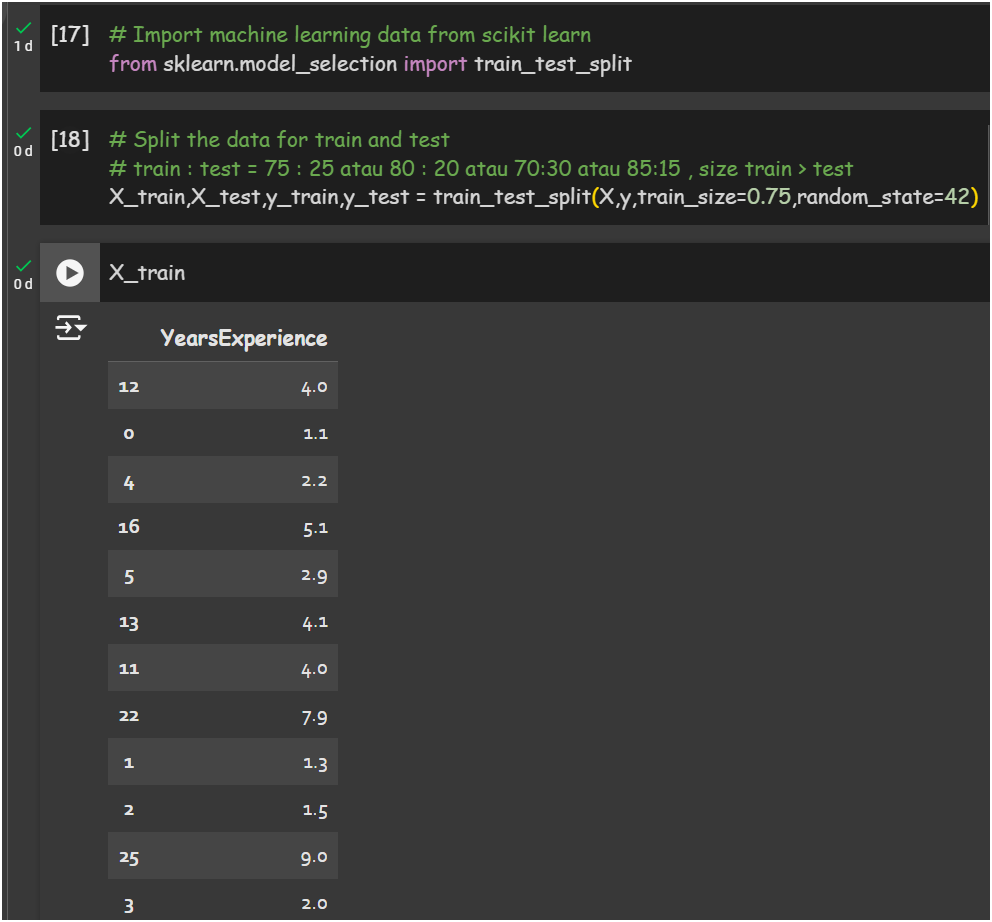 [17] # Import machine learning data from scikit learn
1 d from sklearn.model_selection import train_test_split
[18] # Split the data for train and test
0 d # train : test = 75 : 25 atau 80 : 20 atau 70:30 atau 85:15 , size train > test
X_train,X_test,y_train,y_test = train_test_split(X,y,train_size=0.75,random_state=42)
0 d X_train
YearsExperience
12 4.0
0 1.1
4 2.2
16 5.1
5 2.9
13 4.1
11 4.0
22 7.9
1 1.3
2 1.5
25 9.0
3 2.0